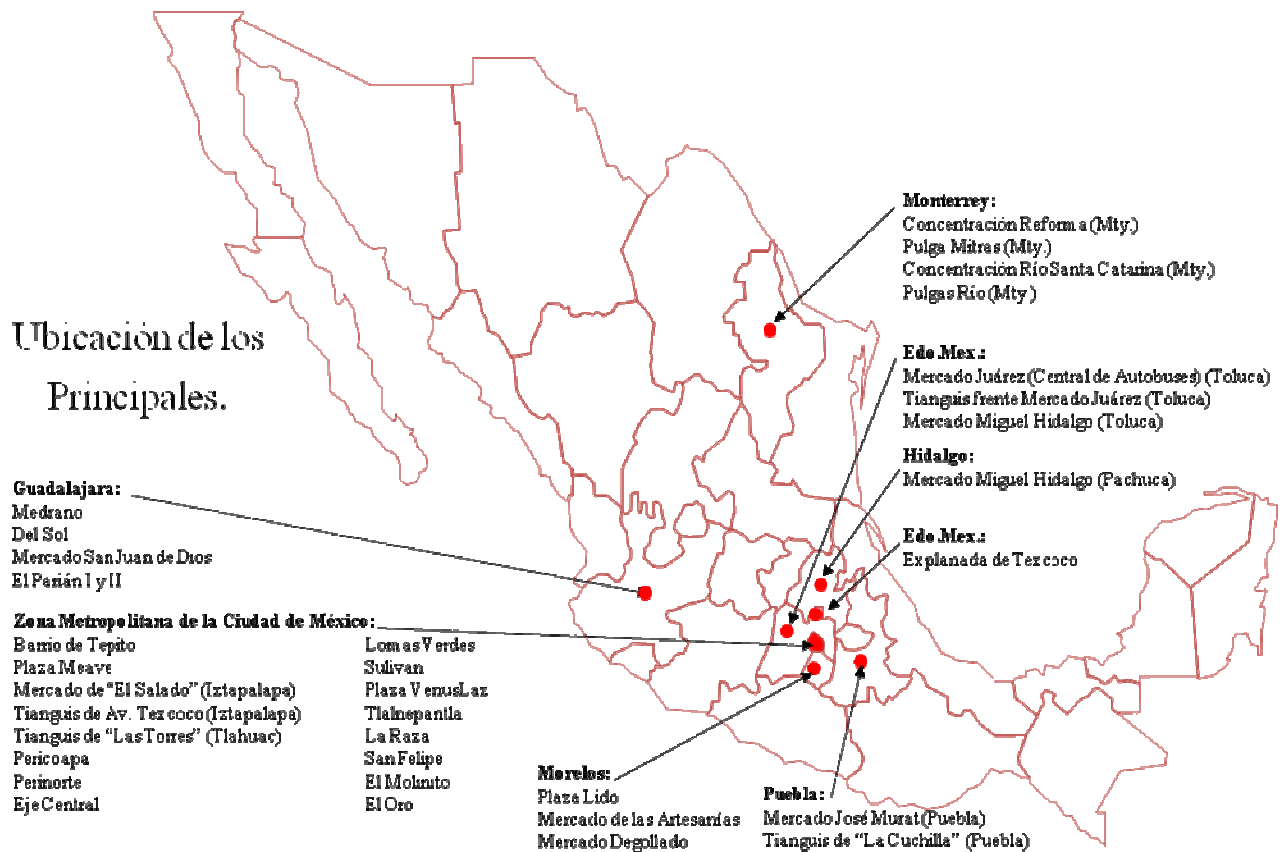 Ubicación de los
Principales.
Monterrey:
Concentración Reforma (Mty.)
Pulga Mitras (Mty.)
Concentración Río Santa Catarina (Mty.)
Pulgas Río (Mty)
Edo Mex.:
Mercado Juárez (Central de Autobuses) (Toluca)
Tianguis frente Mercado Juárez (Toluca)
Mercado Miguel Hidalgo (Toluca)
Hidalgo:
Mercado Miguel Hidalgo (Pachuca)
Edo Mex.:
Explanada de Texcoco
Guadalajara:
Medrano
Del Sol
Mercado San Juan de Dios
El Parián I y II
Zona Metropolitana de la Ciudad de México:
Barrio de Tepito
Plaza Meave
Mercado de “El Salado” (Iztapalapa)
Tianguis de Av. Texcoco (Iztapalapa)
Tianguis de “Las Torres” (Tlahuac)
Pericoapa
Perinorte
Eje Central
Lomas Verdes
Sulivan
Plaza VenusLaz
Tlalnepantla
La Raza
San Felipe
El Molinito
El Oro
Morelos:
Plaza Lido
Mercado de las Artesanías
Mercado Degollado
Puebla:
Mercado José Murat (Puebla)
Tianguis de “La Cuchilla” (Puebla)